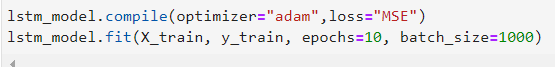 lstm_model.compile(optimizer="adam",loss="MSE")
lstm_model.fit(X_train, y_train, epochs=10, batch_size=1000)